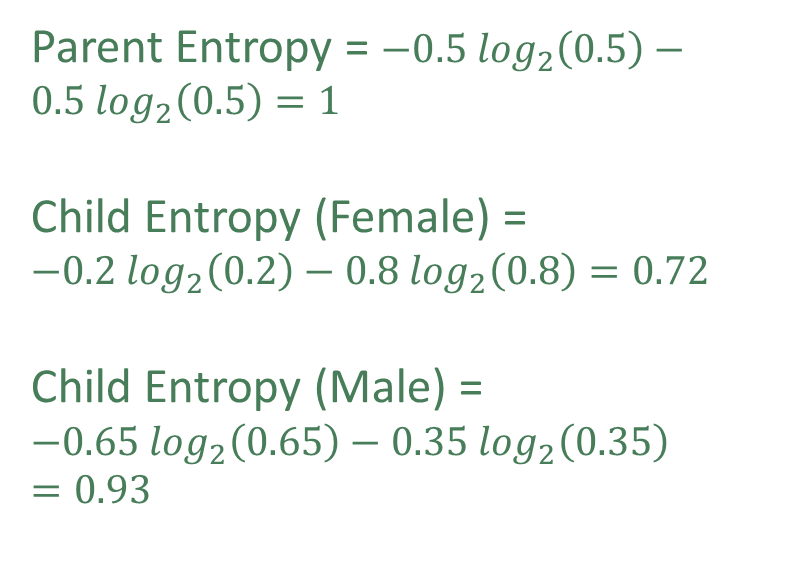 Parent Entropy = −0.5 log₂(0.5) −
0.5 log₂(0.5) = 1
Child Entropy (Female) =
−0.2 log₂(0.2) − 0.8 log₂(0.8) = 0.72
Child Entropy (Male) =
−0.65 log₂(0.65) − 0.35 log₂(0.35)
= 0.93